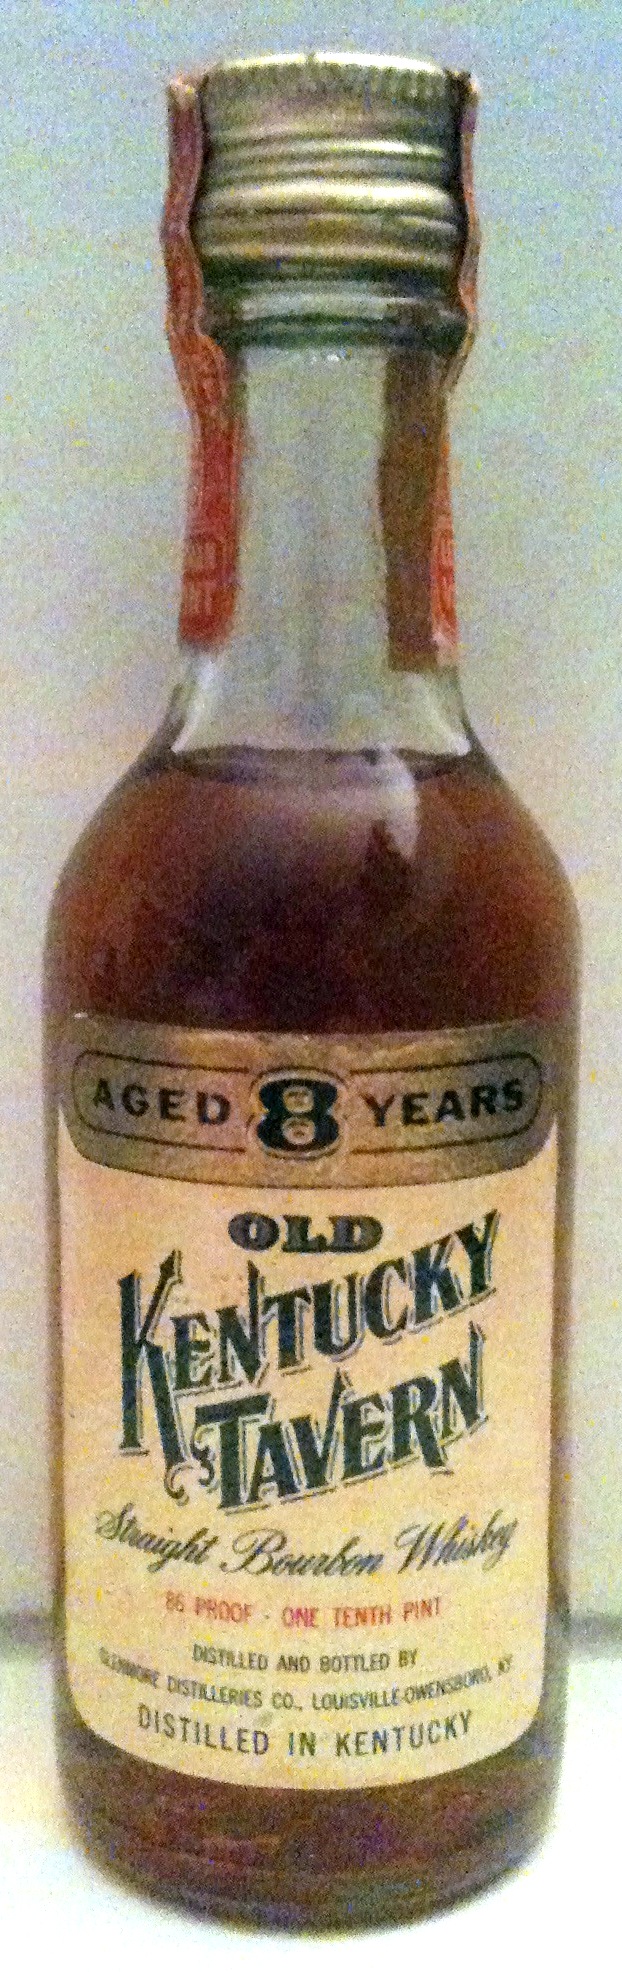 AGED 8 YEARS
OLD
KENTUCKY
TAVERN
Straight Bourbon Whiskey
86 PROOF - ONE TENTH PINT
DISTILLED AND BOTTLED BY
GLENMORE DISTILLERIES CO., LOUISVILLE-OWENSBORO, KY
DISTILLED IN KENTUCKY